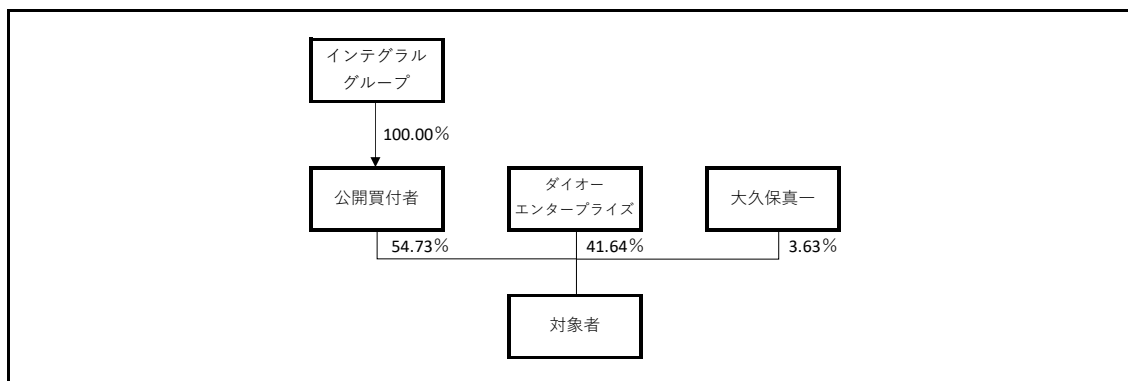 インテグラル
グループ
100.00％
公開買付者
ダイオー
エンタープライズ
大久保真一
54.73％
41.64％
3.63％
対象者